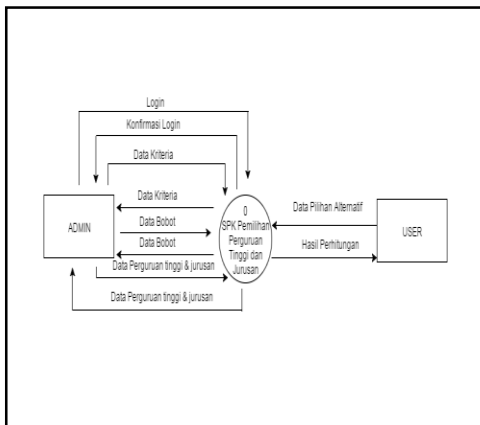 Login
Konfirmasi Login
Data Kriteria
Data Kriteria
ADMIN
Data Bobot
Data Bobot
Data Perguruan tinggi & jurusan
Data Perguruan tinggi & jurusan
0
SPK Pemilihan
Perguruan
Tinggi dan
Jurusan
Data Pilihan Alternatif
Hasil Perhitungan
USER